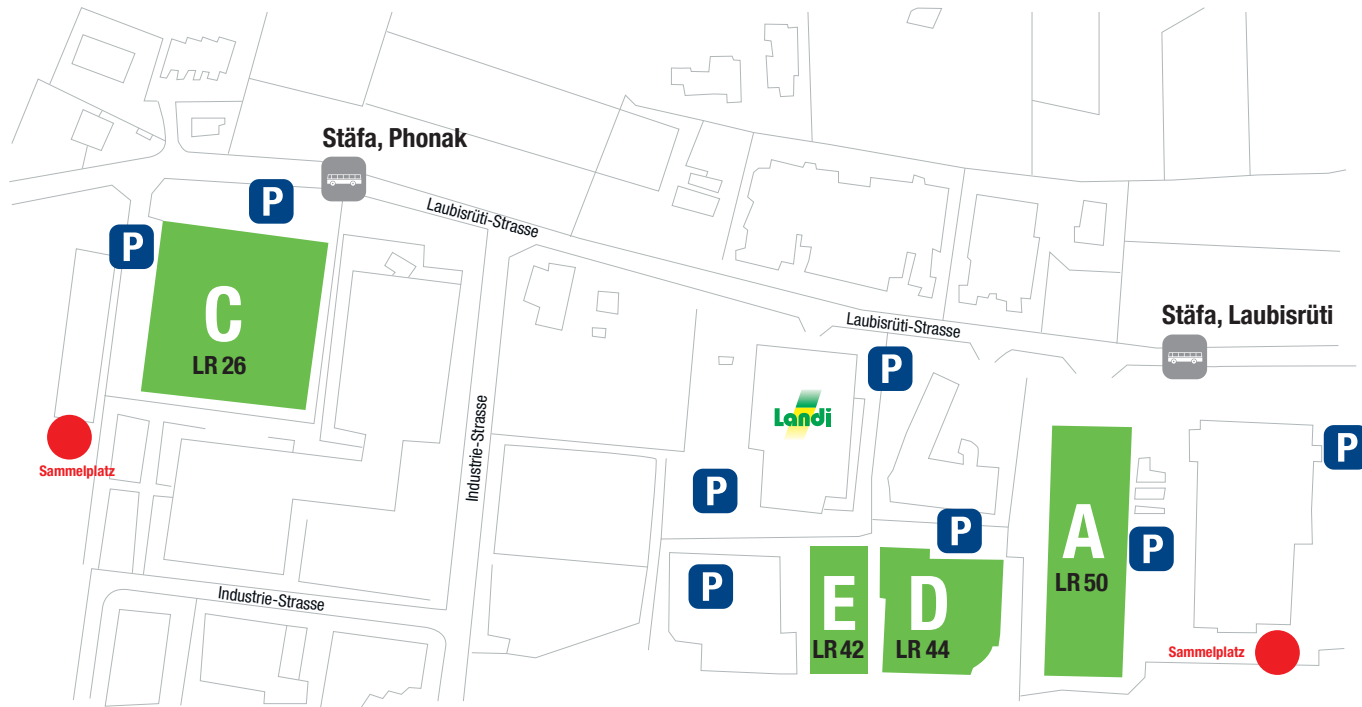 Stäfa, Phonak
P
Laubisrüti-Strasse
P
C
LR 26
Laubisrüti-Strasse
Stäfa, Laubisrüti
P
Landi
Industrie-Strasse
Sammelplatz
P
P
P
A
LR 50
P
P
E
LR 42
D
LR 44
Industrie-Strasse
Sammelplatz